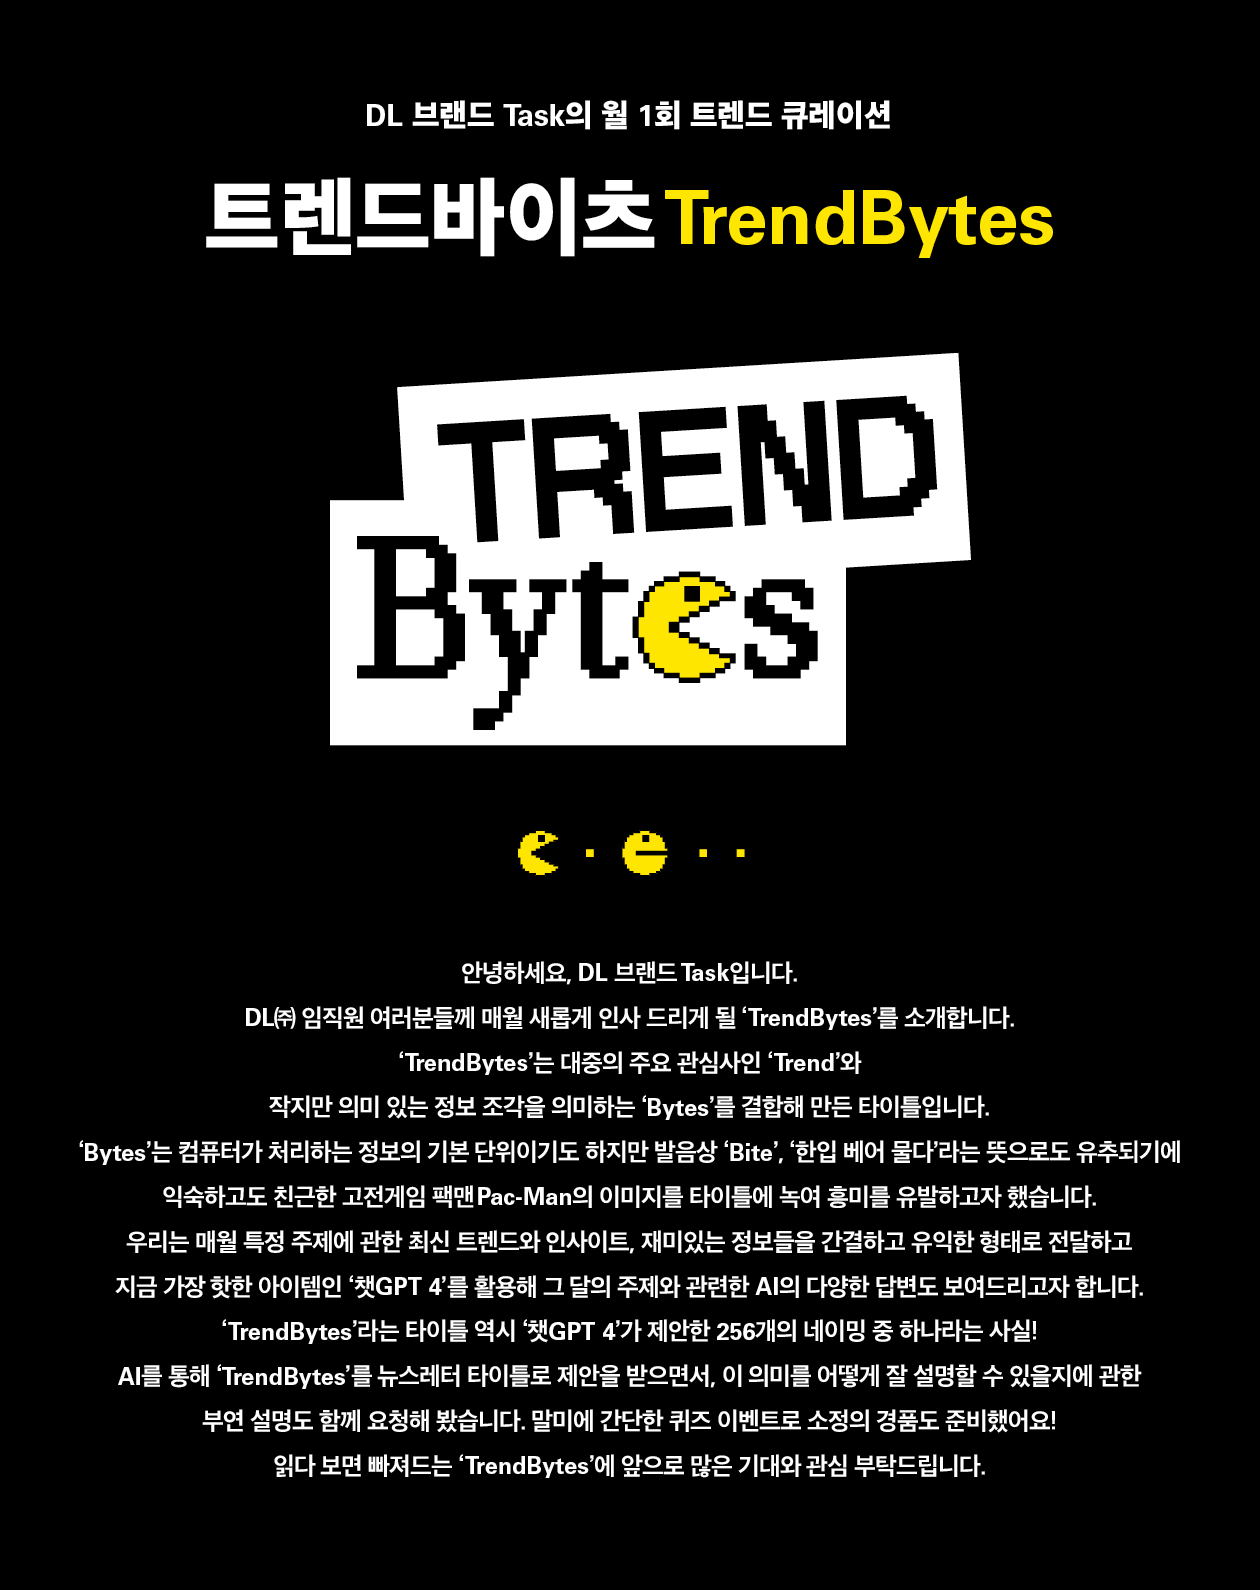 DL 브랜드 Task의 월 1회 트렌드 큐레이션
트렌드바이츠 TrendBytes
TREND
Bytes
안녕하세요, DL 브랜드 Task입니다.
DL㈜ 임직원 여러분들께 매월 새롭게 인사 드리게 될 ‘TrendBytes’를 소개합니다.
‘TrendBytes’는 대중의 주요 관심사인 ‘Trend’와
작지만 의미 있는 정보 조각을 의미하는 ‘Bytes’를 결합해 만든 타이틀입니다.
‘Bytes’는 컴퓨터가 처리하는 정보의 기본 단위이기도 하지만 발음상 ‘Bite’, ‘한입 베어 물다’라는 뜻으로도 유추되기에
익숙하고도 친근한 고전게임 팩맨Pac-Man의 이미지를 타이틀에 녹여 흥미를 유발하고자 했습니다.
우리는 매월 특정 주제에 관한 최신 트렌드와 인사이트, 재미있는 정보들을 간결하고 유익한 형태로 전달하고
지금 가장 핫한 아이템인 ‘챗GPT 4’를 활용해 그 달의 주제와 관련한 AI의 다양한 답변도 보여드리고자 합니다.
‘TrendBytes’라는 타이틀 역시 ‘챗GPT 4’가 제안한 256개의 네이밍 중 하나라는 사실!
AI를 통해 ‘TrendBytes’를 뉴스레터 타이틀로 제안을 받으면서, 이 의미를 어떻게 잘 설명할 수 있을지에 관한
부연 설명도 함께 요청해 봤습니다. 말미에 간단한 퀴즈 이벤트로 소정의 경품도 준비했어요!
읽다 보면 빠져드는 ‘TrendBytes’에 앞으로 많은 기대와 관심 부탁드립니다.